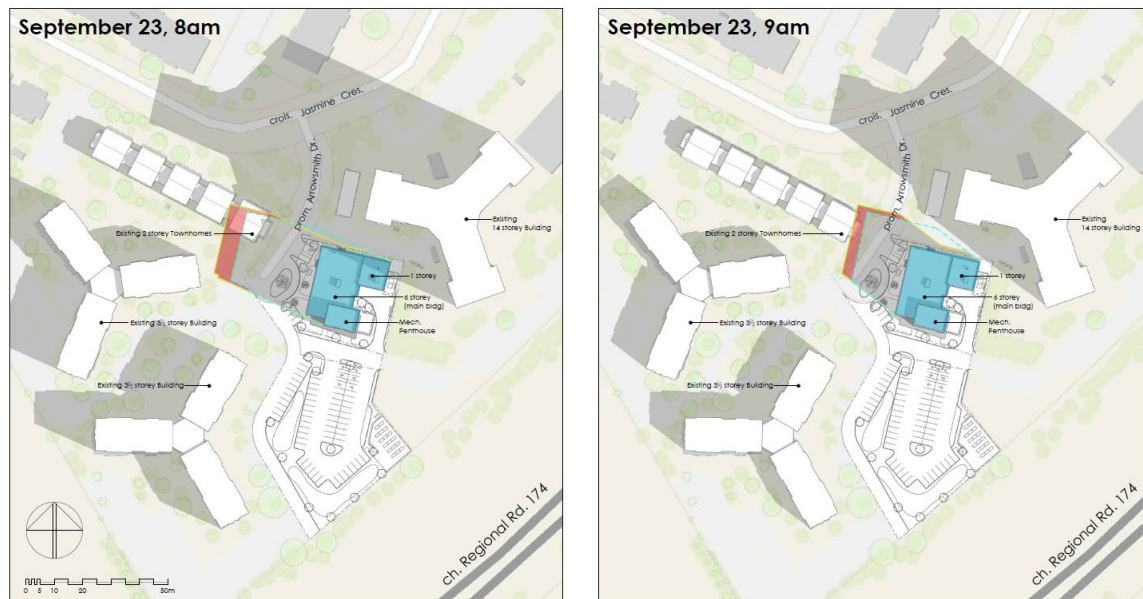 September 23, 8am
crois. Jasmine Cres.
prom. Arrowsmith Dr.
Existing
14 storey Building
Existing 2 storey Townhomes
1 storey
6 storey
(main bldg)
Mech.
Penthouse
Existing 3½ storey Building
Existing 3½ storey Building
ch. Regional Rd. 174
0 5 10 20 50m
September 23, 9am
crois. Jasmine Cres.
prom. Arrowsmith Dr.
Existing
14 storey Building
Existing 2 storey Townhomes
1 storey
6 storey
(main bldg)
Mech.
Penthouse
Existing 3½ storey Building
Existing 3½ storey Building
ch. Regional Rd. 174